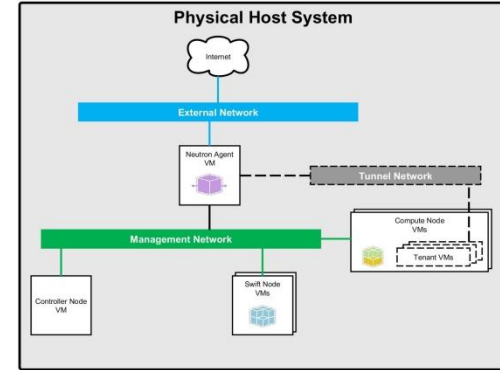 Physical Host System
Internet
External Network
Neutron Agent
VM
Tunnel Network
Compute Node
VMs
Management Network
Tenant VMs
Controller Node
VM
Swift Node
VMs